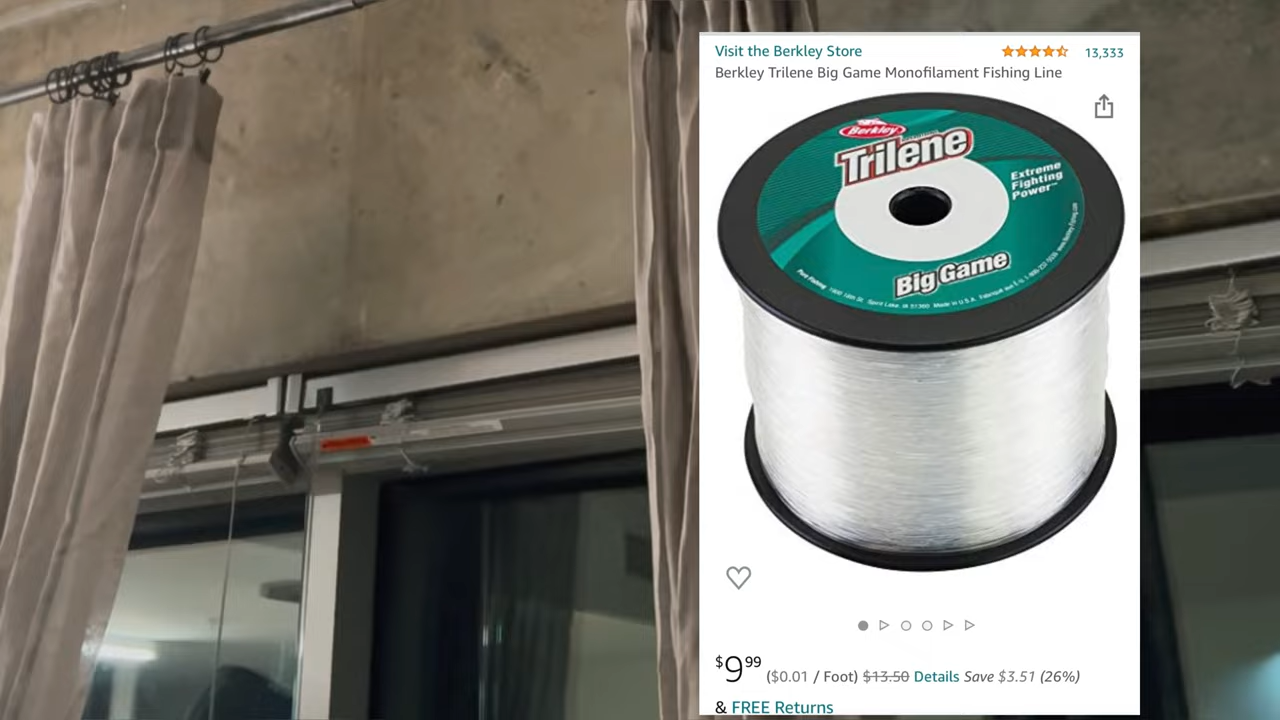 Visit the Berkley Store 13,333
Berkley Trilene Big Game Monofilament Fishing Line
Berkley
Trilene
Extreme
Fighting
Power™
Big Game
$9 99 ($0.01 / Foot) $13.50 Details Save $3.51 (26%)
& FREE Returns